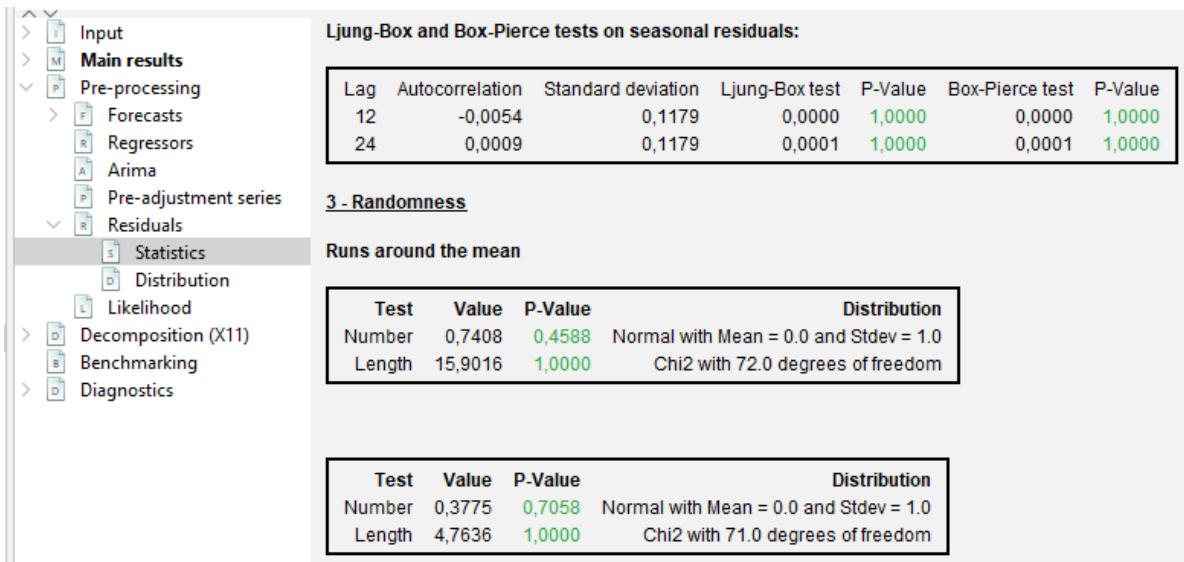 Input
Main results
Pre-processing
Forecasts
Regressors
Arima
Pre-adjustment series
Residuals
Statistics
Distribution
Likelihood
Decomposition (X11)
Benchmarking
Diagnostics
Ljung-Box and Box-Pierce tests on seasonal residuals:
Lag Autocorrelation Standard deviation Ljung-Box test P-Value Box-Pierce test P-Value
12 -0,0054 0,1179 0,0000 1,0000 0,0000 1,0000
24 0,0009 0,1179 0,0001 1,0000 0,0001 1,0000
3 - Randomness
Runs around the mean
Test Value P-Value Distribution
Number 0,7408 0,4588 Normal with Mean = 0.0 and Stdev = 1.0
Length 15,9016 1,0000 Chi2 with 72.0 degrees of freedom
Test Value P-Value Distribution
Number 0,3775 0,7058 Normal with Mean = 0.0 and Stdev = 1.0
Length 4,7636 1,0000 Chi2 with 71.0 degrees of freedom